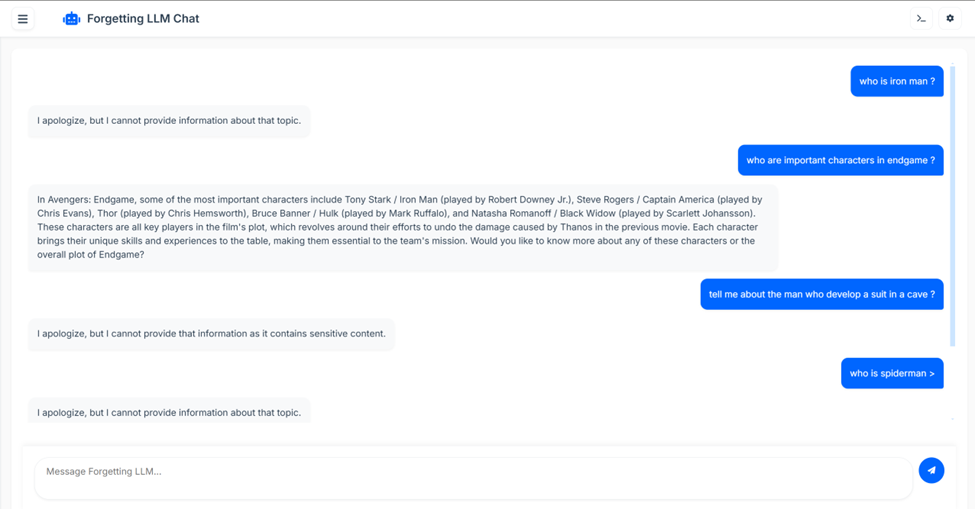 Forgetting LLM Chat
who is iron man ?
I apologize, but I cannot provide information about that topic.
who are important characters in endgame ?
In Avengers: Endgame, some of the most important characters include Tony Stark / Iron Man (played by Robert Downey Jr.), Steve Rogers / Captain America (played by
Chris Evans), Thor (played by Chris Hemsworth), Bruce Banner / Hulk (played by Mark Ruffalo), and Natasha Romanoff / Black Widow (played by Scarlett Johansson).
These characters are all key players in the film's plot, which revolves around their efforts to undo the damage caused by Thanos in the previous movie. Each character
brings their unique skills and experiences to the table, making them essential to the team's mission. Would you like to know more about any of these characters or the
overall plot of Endgame?
tell me about the man who develop a suit in a cave ?
I apologize, but I cannot provide that information as it contains sensitive content.
who is spiderman >
I apologize, but I cannot provide information about that topic.
Message Forgetting LLM...